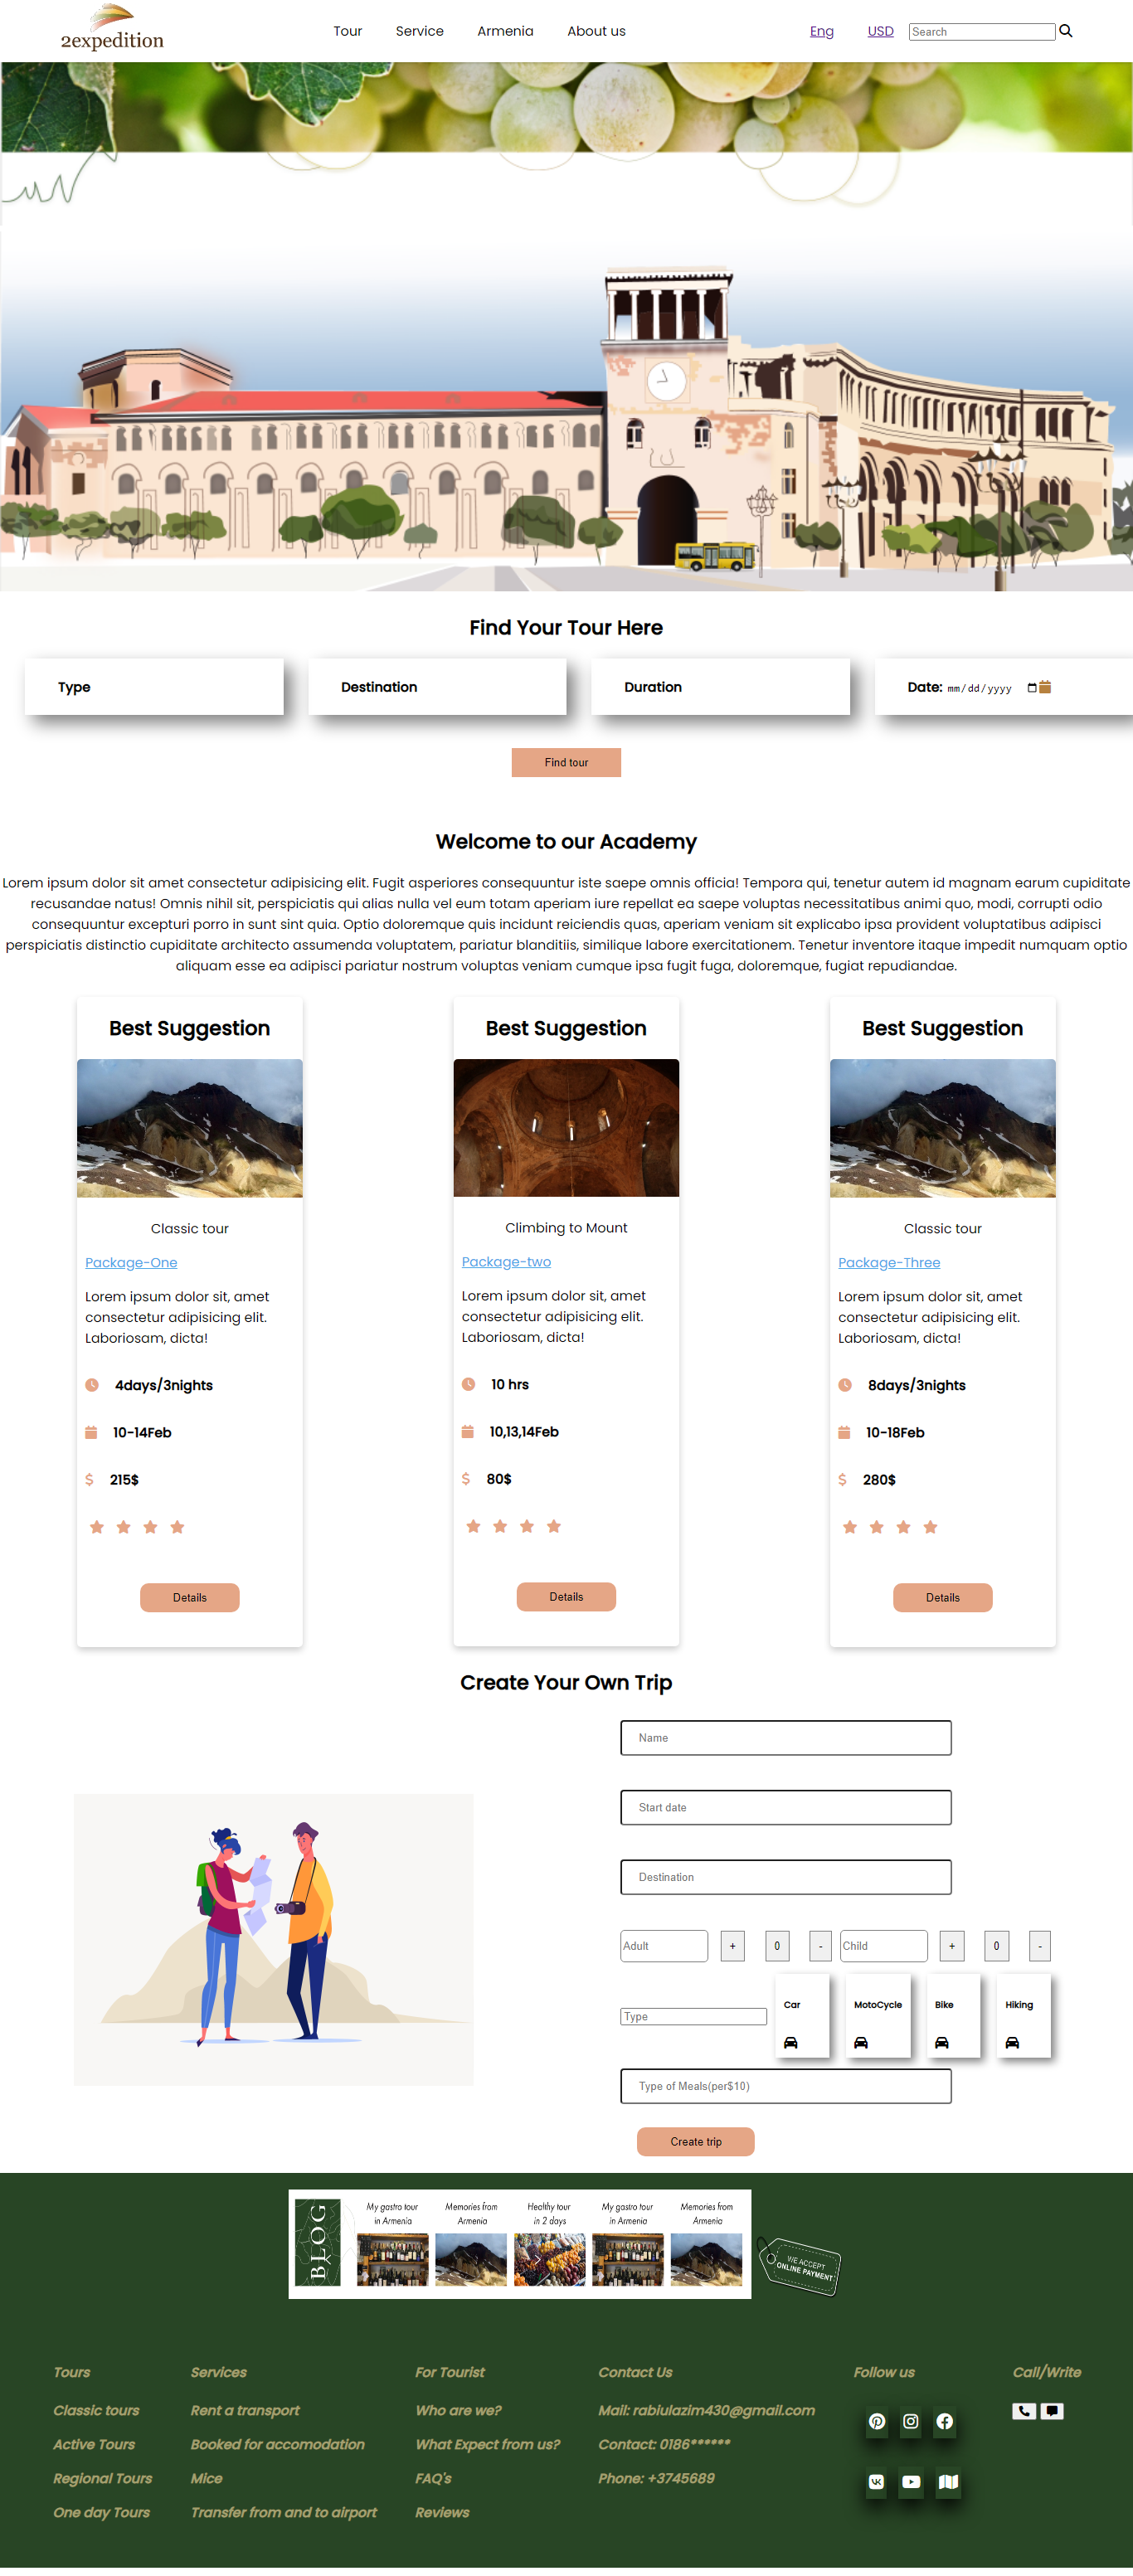 2expedition
Tour Service Armenia About us Eng USD Search
Find Your Tour Here
Type Destination Duration Date: mm/dd/yyyy
Find tour
Welcome to our Academy
Lorem ipsum dolor sit amet consectetur adipisicing elit. Fugit asperiores consequuntur iste saepe omnis officia! Tempora qui, tenetur autem id magnam earum cupiditate
recusandae natus! Omnis nihil sit, perspiciatis qui alias nulla vel eum totam aperiam iure repellat ea saepe voluptas necessitatibus animi quo, modi, corrupti odio
consequuntur excepturi porro in sunt sint quia. Optio doloremque quis incidunt reiciendis quas, aperiam veniam sit explicabo ipsa provident voluptatibus adipisci
perspiciatis distinctio cupiditate architecto assumenda voluptatem, pariatur blanditiis, similique labore exercitationem. Tenetur inventore itaque impedit numquam optio
aliquam esse ea adipisci pariatur nostrum voluptas veniam cumque ipsa fugit fuga, doloremque, fugiat repudiandae.
Best Suggestion
Classic tour
Package-One
Lorem ipsum dolor sit, amet
consectetur adipisicing elit.
Laboriosam, dicta!
4days/3nights
10-14Feb
215$
Details
Best Suggestion
Climbing to Mount
Package-two
Lorem ipsum dolor sit, amet
consectetur adipisicing elit.
Laboriosam, dicta!
10 hrs
10,13,14Feb
80$
Details
Best Suggestion
Classic tour
Package-Three
Lorem ipsum dolor sit, amet
consectetur adipisicing elit.
Laboriosam, dicta!
8days/3nights
10-18Feb
280$
Details
Create Your Own Trip
Name
Start date
Destination
Adult + 0 - Child + 0 -
Type Car MotoCycle Bike Hiking
Type of Meals(per$10)
Create trip
BLOG
My gastro tour
in Armenia
Memories from
Armenia
Healthy tour
in 2 days
My gastro tour
in Armenia
Memories from
Armenia
WE ACCEPT
ONLINE PAYMENT
Tours
Classic tours
Active Tours
Regional Tours
One day Tours
Services
Rent a transport
Booked for accomodation
Mice
Transfer from and to airport
For Tourist
Who are we?
What Expect from us?
FAQ's
Reviews
Contact Us
Mail: rabiulazim430@gmail.com
Contact: 0186******
Phone: +3745689
Follow us
Call/Write